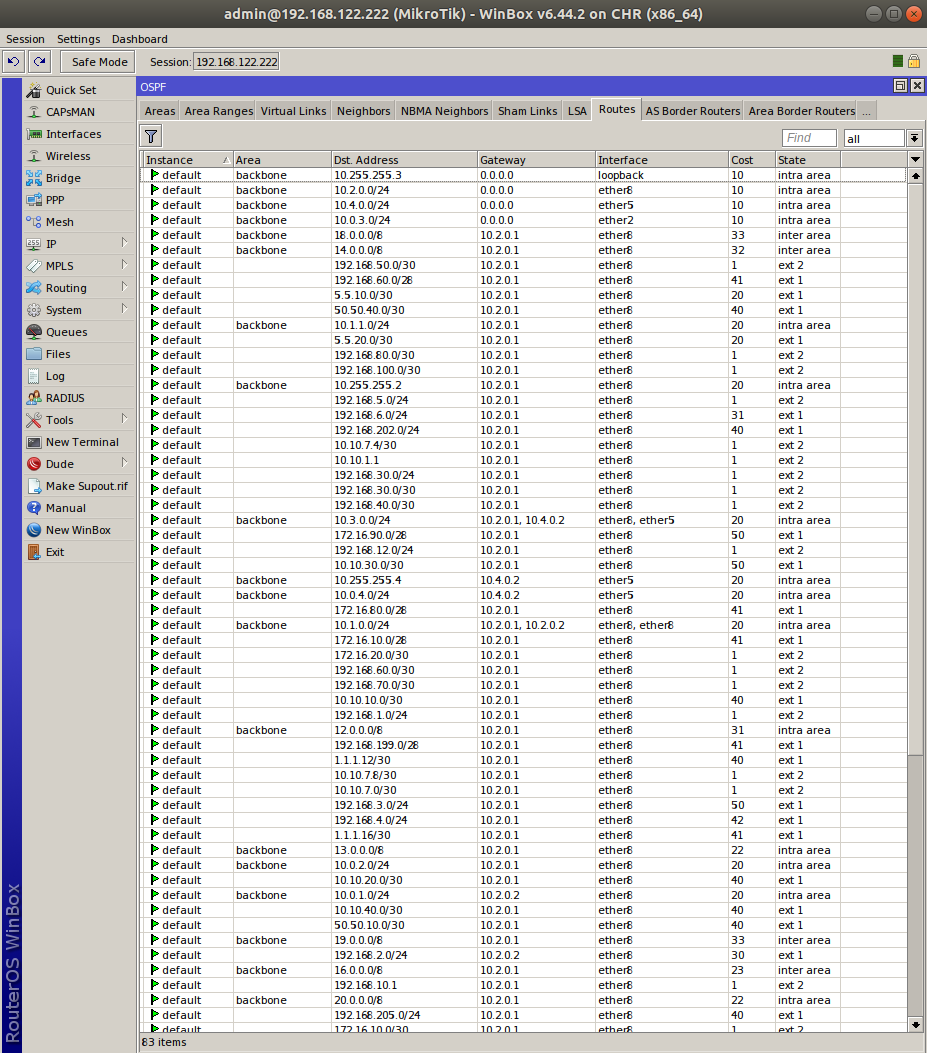 admin@192.168.122.222 (MikroTik) - WinBox v6.44.2 on CHR (x86_64)
Session Settings Dashboard
Safe Mode Session: 192.168.122.222
Quick Set
CAPsMAN
Interfaces
Wireless
Bridge
PPP
Mesh
IP
MPLS
Routing
System
Queues
Files
Log
RADIUS
Tools
New Terminal
Dude
Make Supout.rif
Manual
New WinBox
Exit
RouterOS WinBox
OSPF
Areas Area Ranges Virtual Links Neighbors NBMA Neighbors Sham Links LSA Routes AS Border Routers Area Border Routers ...
Find all
Instance Area Dst. Address Gateway Interface Cost State
default backbone 10.255.255.3 0.0.0.0 loopback 10 intra area
default backbone 10.2.0.0/24 0.0.0.0 ether8 10 intra area
default backbone 10.4.0.0/24 0.0.0.0 ether5 10 intra area
default backbone 10.0.3.0/24 0.0.0.0 ether2 10 intra area
default backbone 18.0.0.0/8 10.2.0.1 ether8 33 inter area
default backbone 14.0.0.0/8 10.2.0.1 ether8 32 inter area
default 192.168.50.0/30 10.2.0.1 ether8 1 ext 2
default 192.168.60.0/28 10.2.0.1 ether8 41 ext 1
default 5.5.10.0/30 10.2.0.1 ether8 20 ext 1
default 50.50.40.0/30 10.2.0.1 ether8 40 ext 1
default backbone 10.1.1.0/24 10.2.0.1 ether8 20 intra area
default 5.5.20.0/30 10.2.0.1 ether8 20 ext 1
default 192.168.80.0/30 10.2.0.1 ether8 1 ext 2
default 192.168.100.0/30 10.2.0.1 ether8 1 ext 2
default backbone 10.255.255.2 10.2.0.1 ether8 20 intra area
default 192.168.5.0/24 10.2.0.1 ether8 1 ext 2
default 192.168.6.0/24 10.2.0.1 ether8 31 ext 1
default 192.168.202.0/24 10.2.0.1 ether8 40 ext 1
default 10.10.7.4/30 10.2.0.1 ether8 1 ext 2
default 10.10.1.1 10.2.0.1 ether8 1 ext 2
default 192.168.30.0/24 10.2.0.1 ether8 1 ext 2
default 192.168.30.0/30 10.2.0.1 ether8 1 ext 2
default 192.168.40.0/30 10.2.0.1 ether8 1 ext 2
default backbone 10.3.0.0/24 10.2.0.1, 10.4.0.2 ether8, ether5 20 intra area
default 172.16.90.0/28 10.2.0.1 ether8 50 ext 1
default 192.168.12.0/24 10.2.0.1 ether8 1 ext 2
default 10.10.30.0/30 10.2.0.1 ether8 50 ext 1
default backbone 10.255.255.4 10.4.0.2 ether5 20 intra area
default backbone 10.0.4.0/24 10.4.0.2 ether5 20 intra area
default 172.16.80.0/28 10.2.0.1 ether8 41 ext 1
default backbone 10.1.0.0/24 10.2.0.1, 10.2.0.2 ether8, ether8 20 intra area
default 172.16.10.0/28 10.2.0.1 ether8 41 ext 1
default 172.16.20.0/30 10.2.0.1 ether8 1 ext 2
default 192.168.60.0/30 10.2.0.1 ether8 1 ext 2
default 192.168.70.0/30 10.2.0.1 ether8 1 ext 2
default 10.10.10.0/30 10.2.0.1 ether8 40 ext 1
default 192.168.1.0/24 10.2.0.1 ether8 1 ext 2
default backbone 12.0.0.0/8 10.2.0.1 ether8 31 intra area
default 192.168.199.0/28 10.2.0.1 ether8 41 ext 1
default 1.1.1.12/30 10.2.0.1 ether8 40 ext 1
default 10.10.7.8/30 10.2.0.1 ether8 1 ext 2
default 10.10.7.0/30 10.2.0.1 ether8 1 ext 2
default 192.168.3.0/24 10.2.0.1 ether8 50 ext 1
default 192.168.4.0/24 10.2.0.1 ether8 42 ext 1
default 1.1.1.16/30 10.2.0.1 ether8 41 ext 1
default backbone 13.0.0.0/8 10.2.0.1 ether8 22 intra area
default backbone 10.0.2.0/24 10.2.0.1 ether8 20 intra area
default 10.10.20.0/30 10.2.0.1 ether8 40 ext 1
default backbone 10.0.1.0/24 10.2.0.2 ether8 20 intra area
default 10.10.40.0/30 10.2.0.1 ether8 40 ext 1
default 50.50.10.0/30 10.2.0.1 ether8 40 ext 1
default backbone 19.0.0.0/8 10.2.0.1 ether8 33 inter area
default 192.168.2.0/24 10.2.0.2 ether8 30 ext 1
default backbone 16.0.0.0/8 10.2.0.1 ether8 23 inter area
default 192.168.10.1 10.2.0.1 ether8 1 ext 2
default backbone 20.0.0.0/8 10.2.0.1 ether8 22 intra area
default 192.168.205.0/24 10.2.0.1 ether8 40 ext 1
default 172.16.10.0/30 10.2.0.1 ether8 1 ext 2
83 items